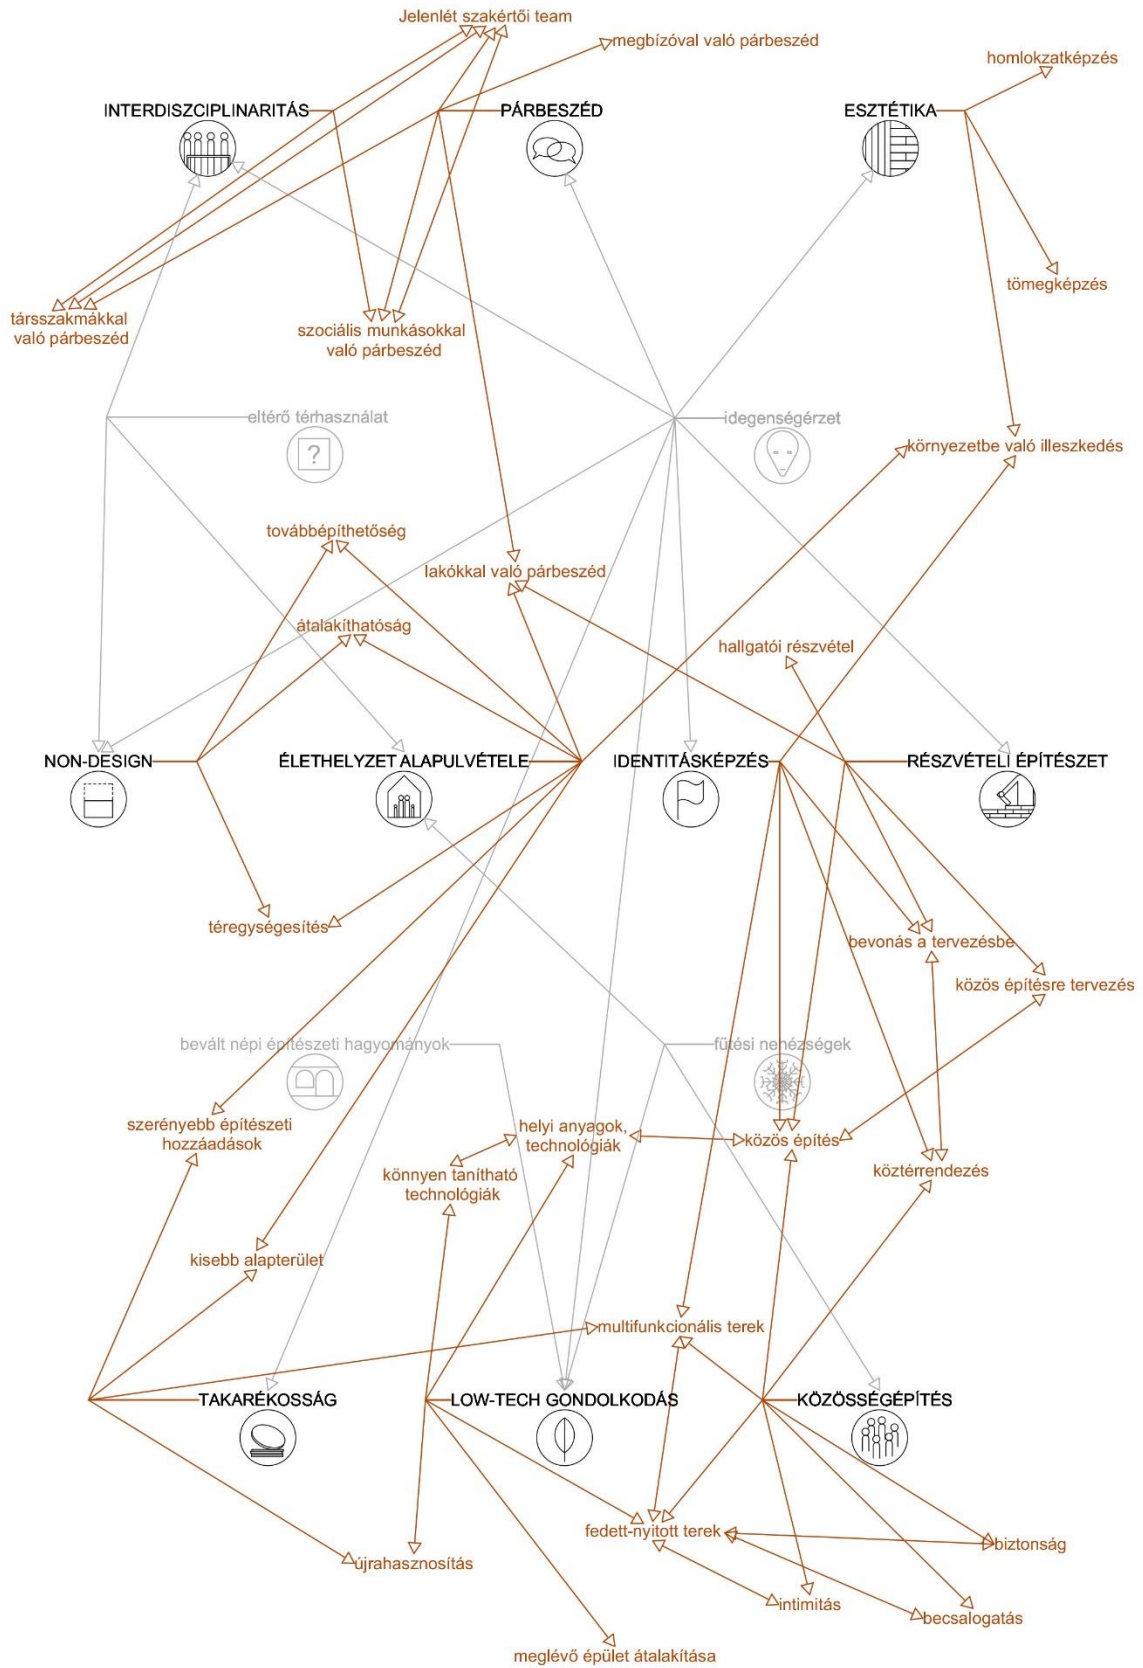 Jelenlét szakértői team
megbízóval való párbeszéd
homlokzatképzés
INTERDISZCIPLINARITÁS
PÁRBESZÉD
ESZTÉTIKA
tömegképzés
társszakmákkal
való párbeszéd
szociális munkásokkal
való párbeszéd
eltérő térhasználat
?
idegenségérzet
környezetbe való illeszkedés
továbbépíthetőség
lakókkal való párbeszéd
átalakíthatóság
hallgatói részvétel
NON-DESIGN
ÉLETHELYZET ALAPULVÉTELE
IDENTITÁSKÉPZÉS
RÉSZVÉTELI ÉPÍTÉSZET
téregységesítés
bevonás a tervezésbe
közös építésre tervezés
bevált népi építészeti hagyományok
fűtési nehézségek
szerényebb építészeti
hozzáadások
helyi anyagok,
technológiák
közös építés
könnyen tanítható
technológiák
köztérrendezés
kisebb alapterület
multifunkcionális terek
TAKARÉKOSSÁG
LOW-TECH GONDOLKODÁS
KÖZÖSSÉGÉPÍTÉS
fedett-nyitott terek
biztonság
újrahasznosítás
intimitás
becsalogatás
meglévő épület átalakítása